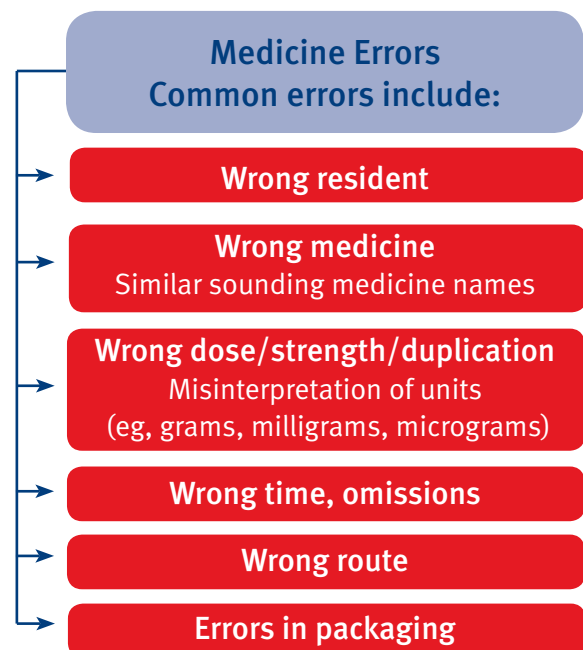 Medicine Errors
Common errors include:
Wrong resident
Wrong medicine
Similar sounding medicine names
Wrong dose/strength/duplication
Misinterpretation of units
(eg, grams, milligrams, micrograms)
Wrong time, omissions
Wrong route
Errors in packaging